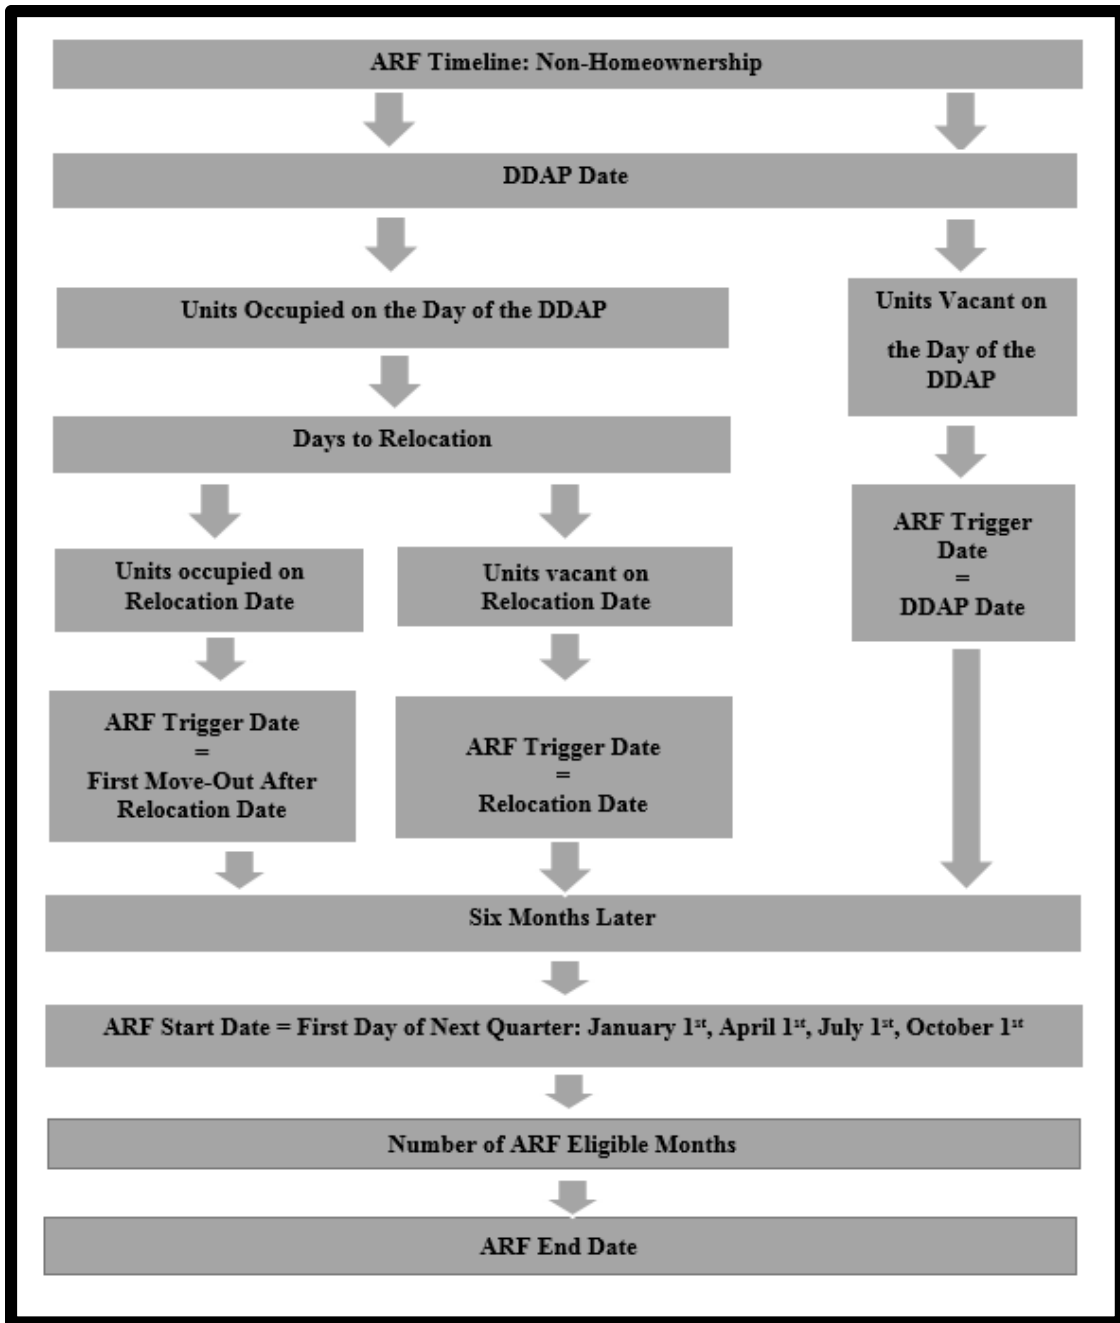 ARF Timeline: Non-Homeownership
DDAP Date
Units Occupied on the Day of the DDAP
Units Vacant on
the Day of the
DDAP
Days to Relocation
ARF Trigger
Date
=
DDAP Date
Units occupied on
Relocation Date
Units vacant on
Relocation Date
ARF Trigger Date
=
First Move-Out After
Relocation Date
ARF Trigger Date
=
Relocation Date
Six Months Later
ARF Start Date = First Day of Next Quarter: January 1st, April 1st, July 1st, October 1st
Number of ARF Eligible Months
ARF End Date